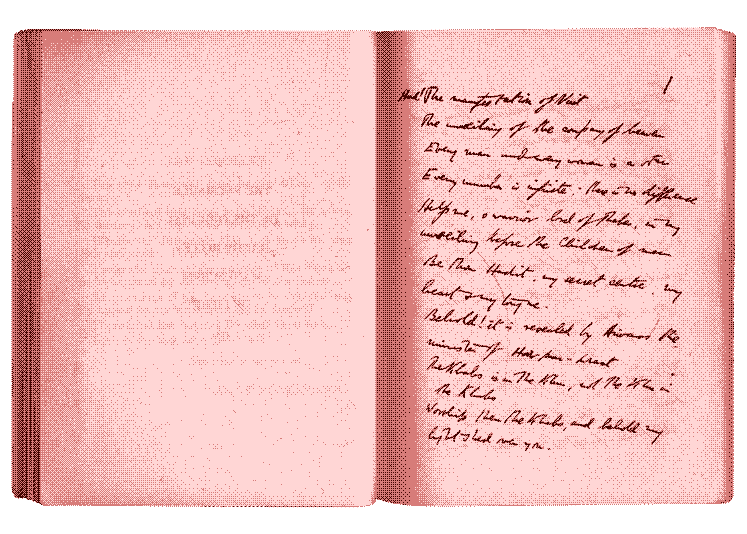 1
Had! The manifestation of Nuit
The unveiling of the company of heaven
Every man and every woman is a star
Every number is infinite · there is no difference
Help me, o warrior lord of Thebes, in my
unveiling before the Children of men
Be thou Hadit, my secret centre, my
heart & my tongue.
Behold! it is revealed by Aiwass the
minister of Hoor-paar-kraat
The Khabs is in the Khu, not the Khu in
the Khabs
Worship then the Khabs, and behold my
light shed over you.